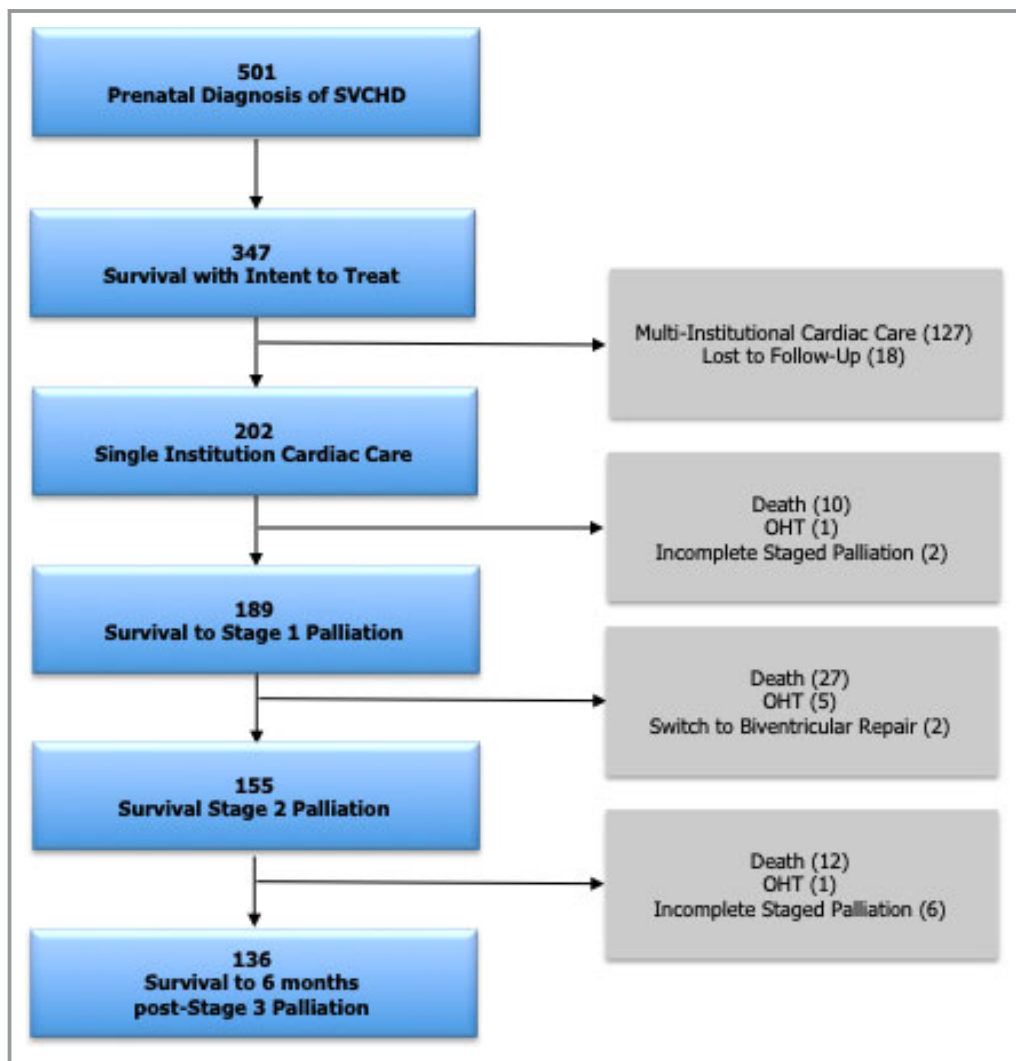 501
Prenatal Diagnosis of SVCHD
347
Survival with Intent to Treat
Multi-Institutional Cardiac Care (127)
Lost to Follow-Up (18)
202
Single Institution Cardiac Care
Death (10)
OHT (1)
Incomplete Staged Palliation (2)
189
Survival to Stage 1 Palliation
Death (27)
OHT (5)
Switch to Biventricular Repair (2)
155
Survival Stage 2 Palliation
Death (12)
OHT (1)
Incomplete Staged Palliation (6)
136
Survival to 6 months
post-Stage 3 Palliation